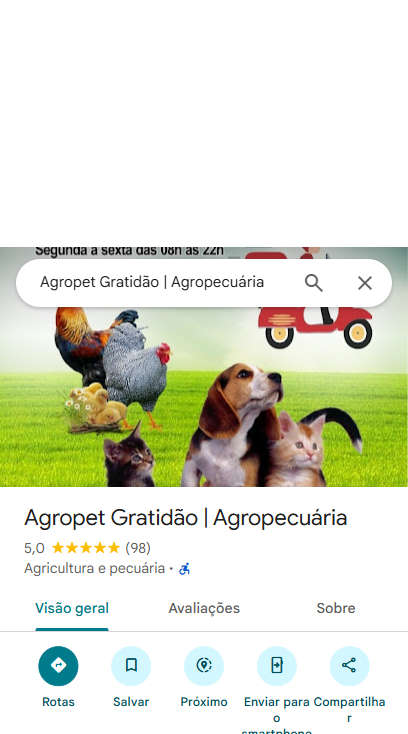 Segunda a sexta das 08h às 22h
Agropet Gratidão | Agropecuária
Agropet Gratidão | Agropecuária
5,0 ★★★★★ (98)
Agricultura e pecuária ·
Visão geral Avaliações Sobre
Rotas Salvar Próximo Enviar para o smartphone Compartilhar